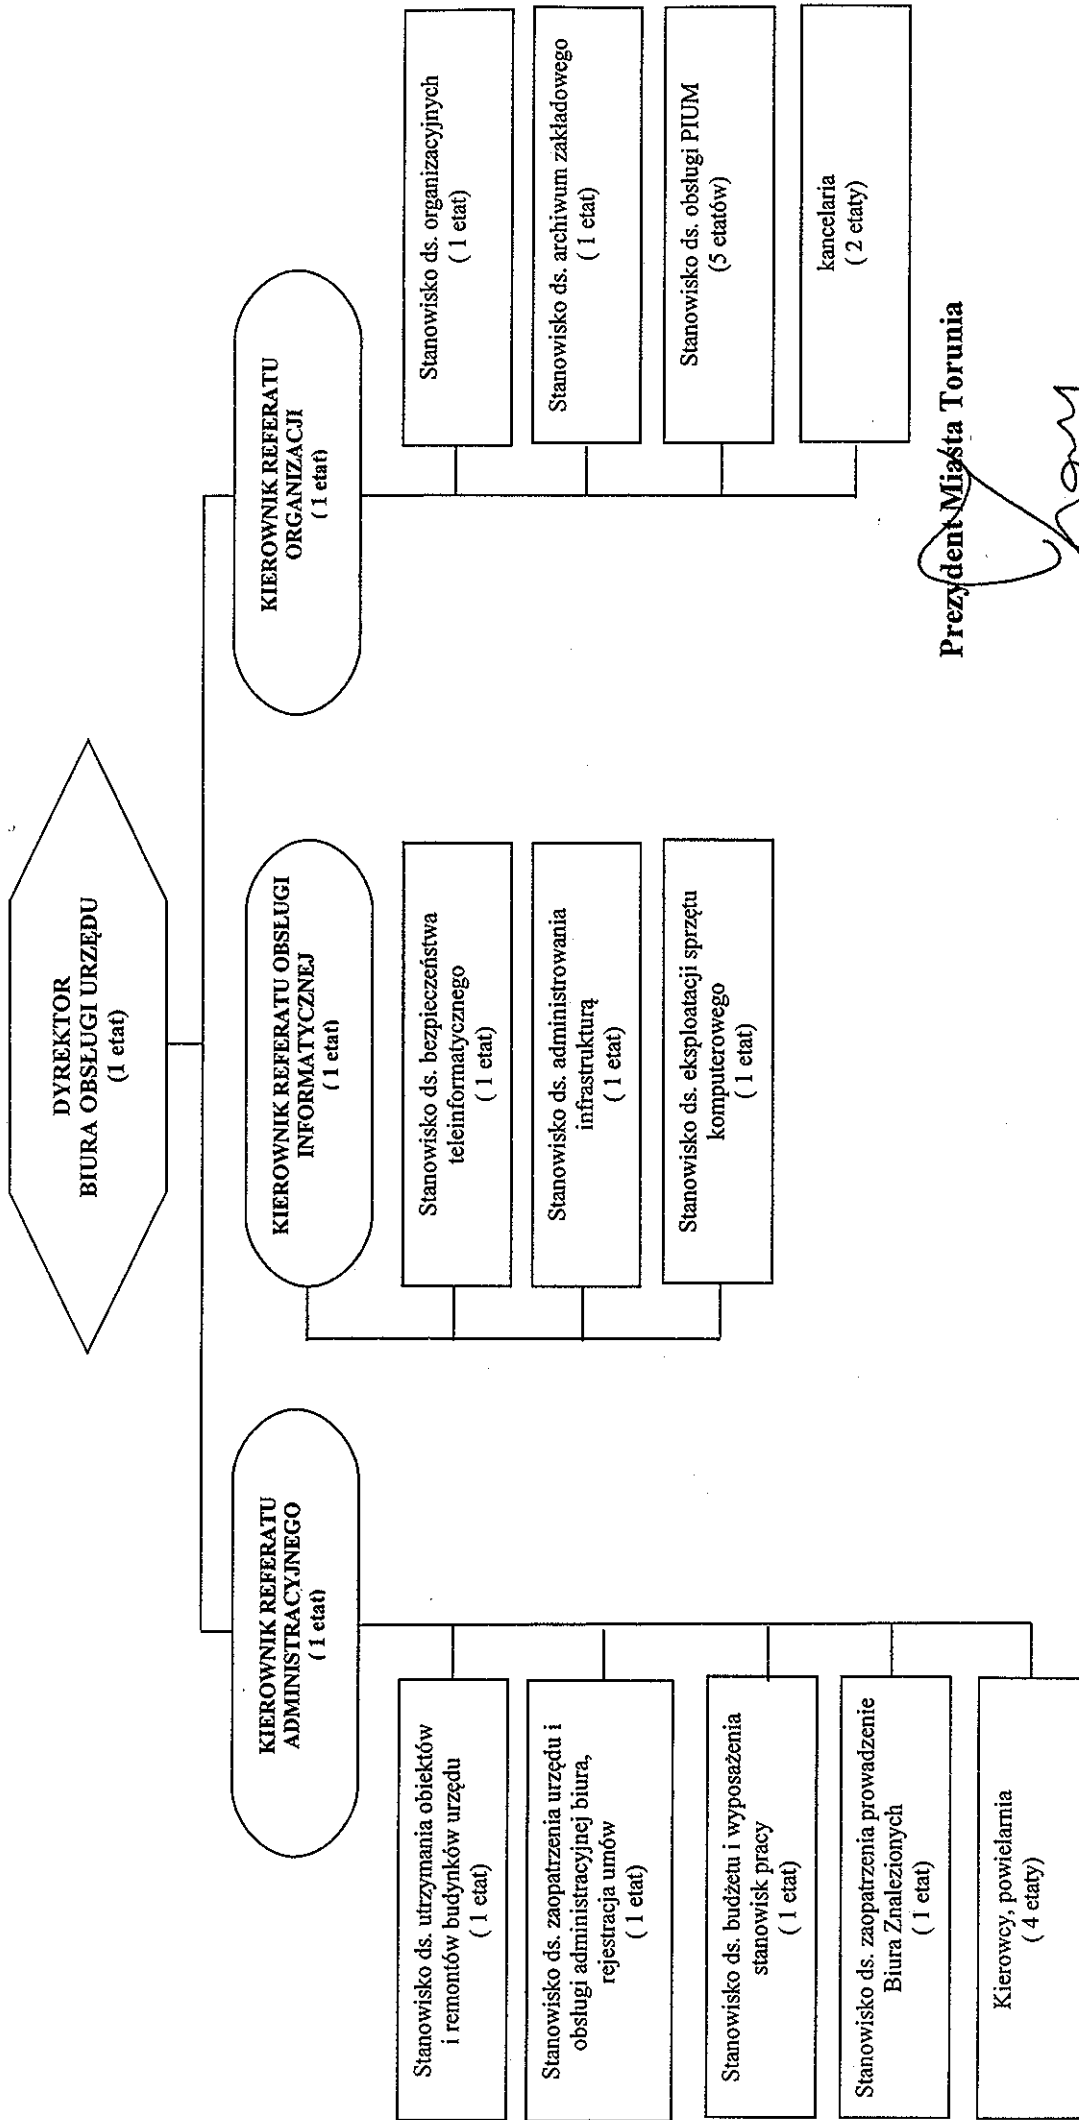 DYREKTOR
BIURA OBSŁUGI URZĘDU
(1 etat)
KIEROWNIK REFERATU
ADMINISTRACYJNEGO
( 1 etat)
Stanowisko ds. utrzymania obiektów
i remontów budynków urzędu
( 1 etat)
Stanowisko ds. zaopatrzenia urzędu i
obsługi administracyjnej biura,
rejestracja umów
( 1 etat)
Stanowisko ds. budżetu i wyposażenia
stanowisk pracy
( 1 etat)
Stanowisko ds. zaopatrzenia prowadzenie
Biura Znalezionych
( 1 etat)
Kierowcy, powielarnia
( 4 etaty)
KIEROWNIK REFERATU OBSŁUGI
INFORMATYCZNEJ
( 1 etat)
Stanowisko ds. bezpieczeństwa
teleinformatycznego
( 1 etat)
Stanowisko ds. administrowania
infrastrukturą
( 1 etat)
Stanowisko ds. eksploatacji sprzętu
komputerowego
( 1 etat)
KIEROWNIK REFERATU
ORGANIZACJI
( 1 etat)
Stanowisko ds. organizacyjnych
( 1 etat)
Stanowisko ds. archiwum zakładowego
( 1 etat)
Stanowisko ds. obsługi PIUM
(5 etatów)
kancelaria
( 2 etaty)
Prezydent Miasta Torunia